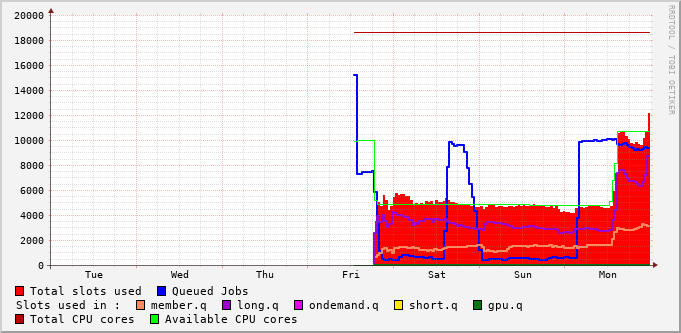 20000
18000
16000
14000
12000
10000
8000
6000
4000
2000
0
Tue Wed Thu Fri Sat Sun Mon
RRDTOOL / TOBI OETIKER
Total slots used Queued Jobs
Slots used in : member.q long.q ondemand.q short.q gpu.q
Total CPU cores Available CPU cores